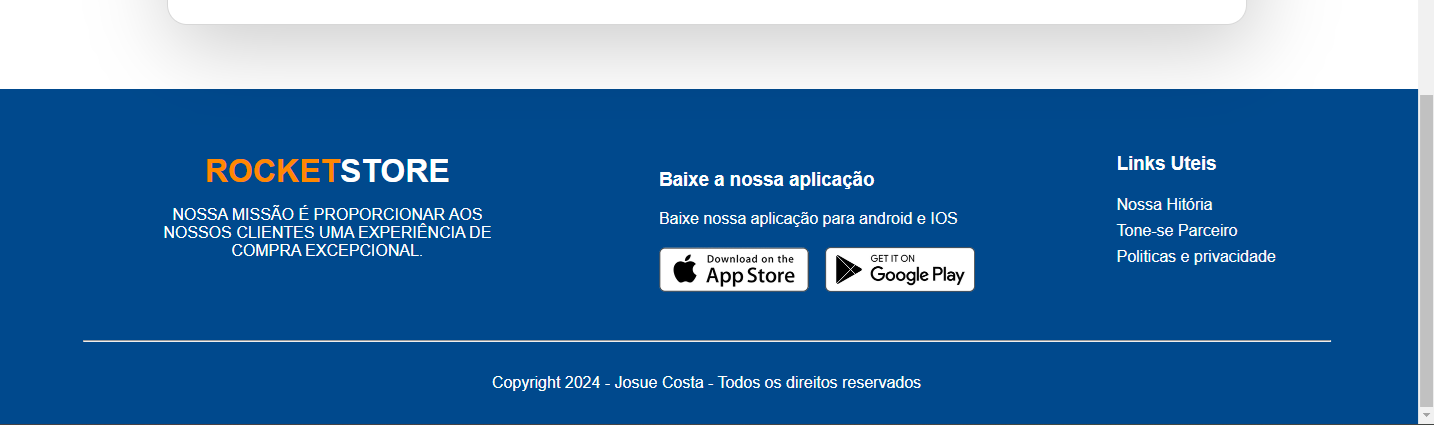 ROCKETSTORE
NOSSA MISSÃO É PROPORCIONAR AOS
NOSSOS CLIENTES UMA EXPERIÊNCIA DE
COMPRA EXCEPCIONAL.
Baixe a nossa aplicação
Baixe nossa aplicação para android e IOS
Download on the
App Store
GET IT ON
Google Play
Links Uteis
Nossa Hitória
Tone-se Parceiro
Politicas e privacidade
Copyright 2024 - Josue Costa - Todos os direitos reservados